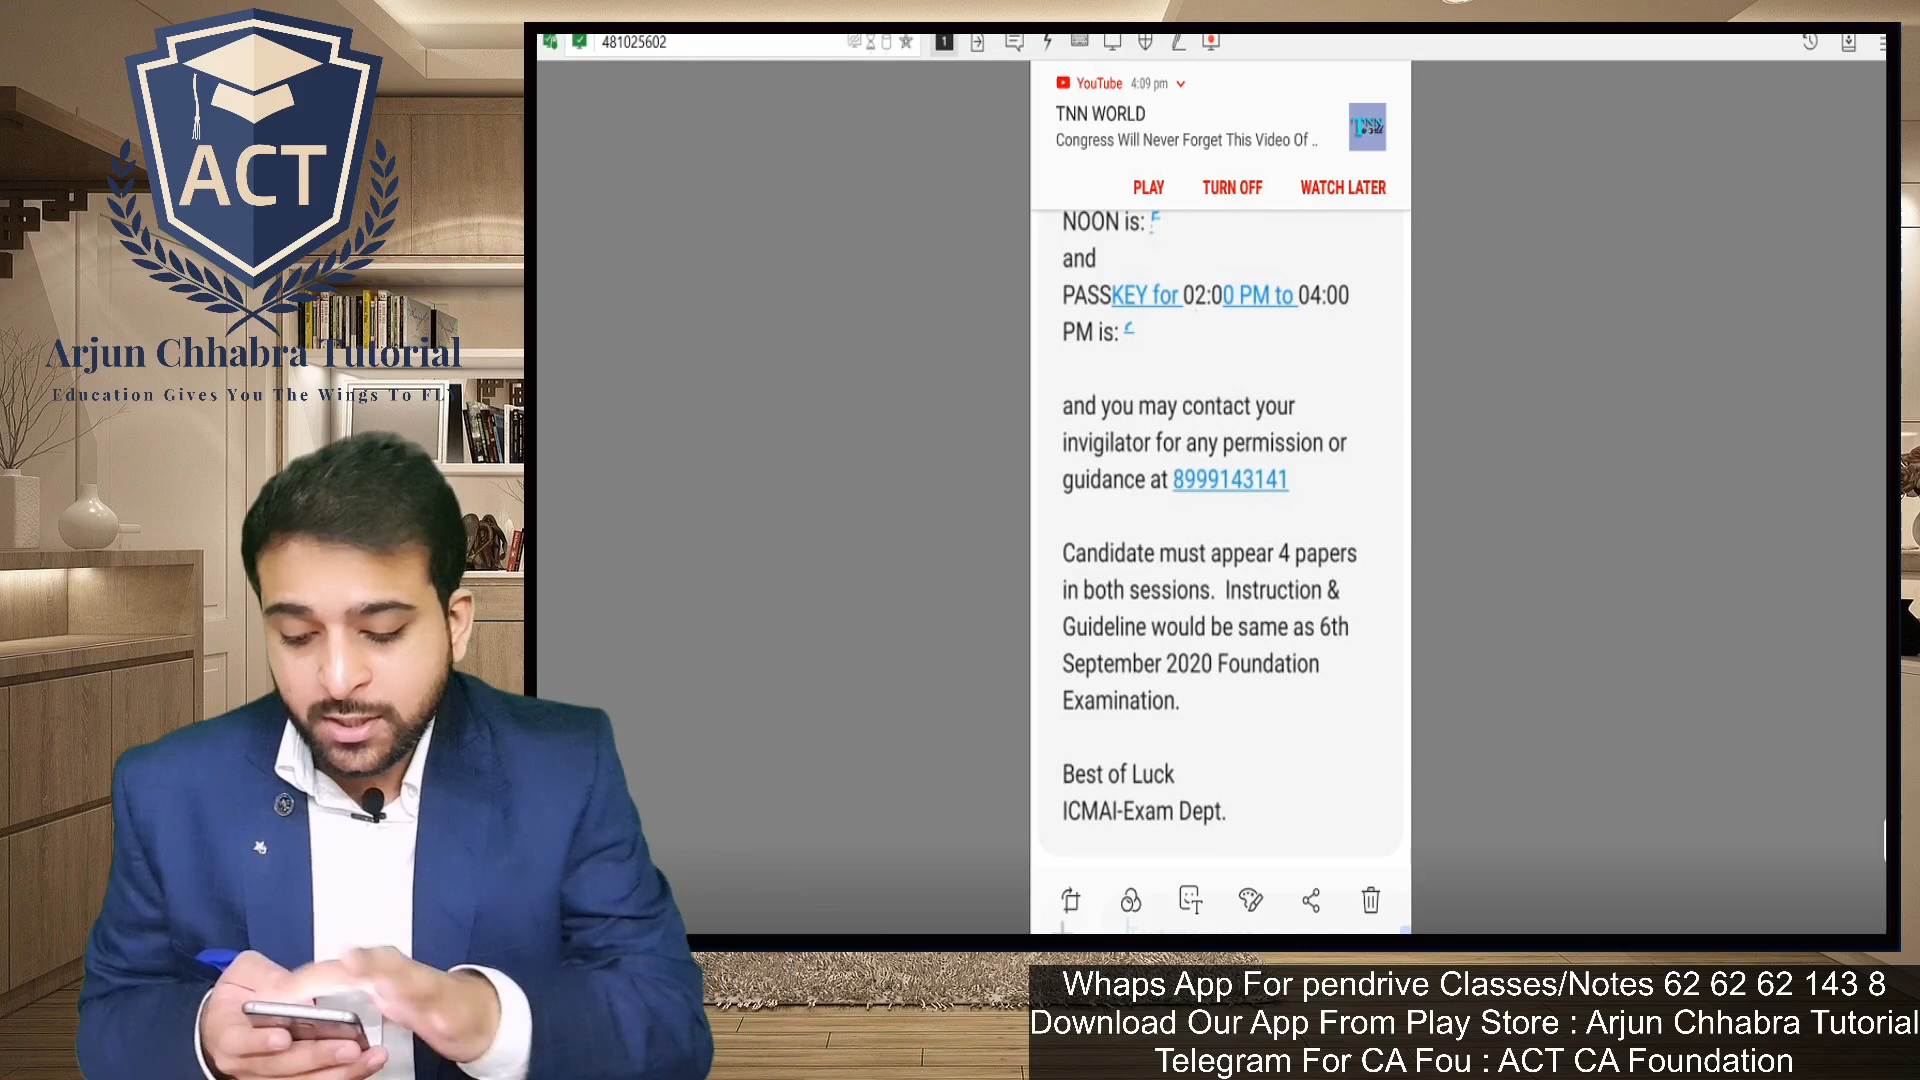 ACT
Arjun Chhabra Tutorial
Education Gives You The Wings To FLY
481025602
1
YouTube 4:09 pm
TNN WORLD
Congress Will Never Forget This Video Of ..
TNN
World
PLAY TURN OFF WATCH LATER
NOON is:
and
PASSKEY for 02:00 PM to 04:00
PM is:
and you may contact your
invigilator for any permission or
guidance at 8999143141
Candidate must appear 4 papers
in both sessions. Instruction &
Guideline would be same as 6th
September 2020 Foundation
Examination.
Best of Luck
ICMAI-Exam Dept.
Whaps App For pendrive Classes/Notes 62 62 62 143 8
Download Our App From Play Store : Arjun Chhabra Tutorial
Telegram For CA Fou : ACT CA Foundation